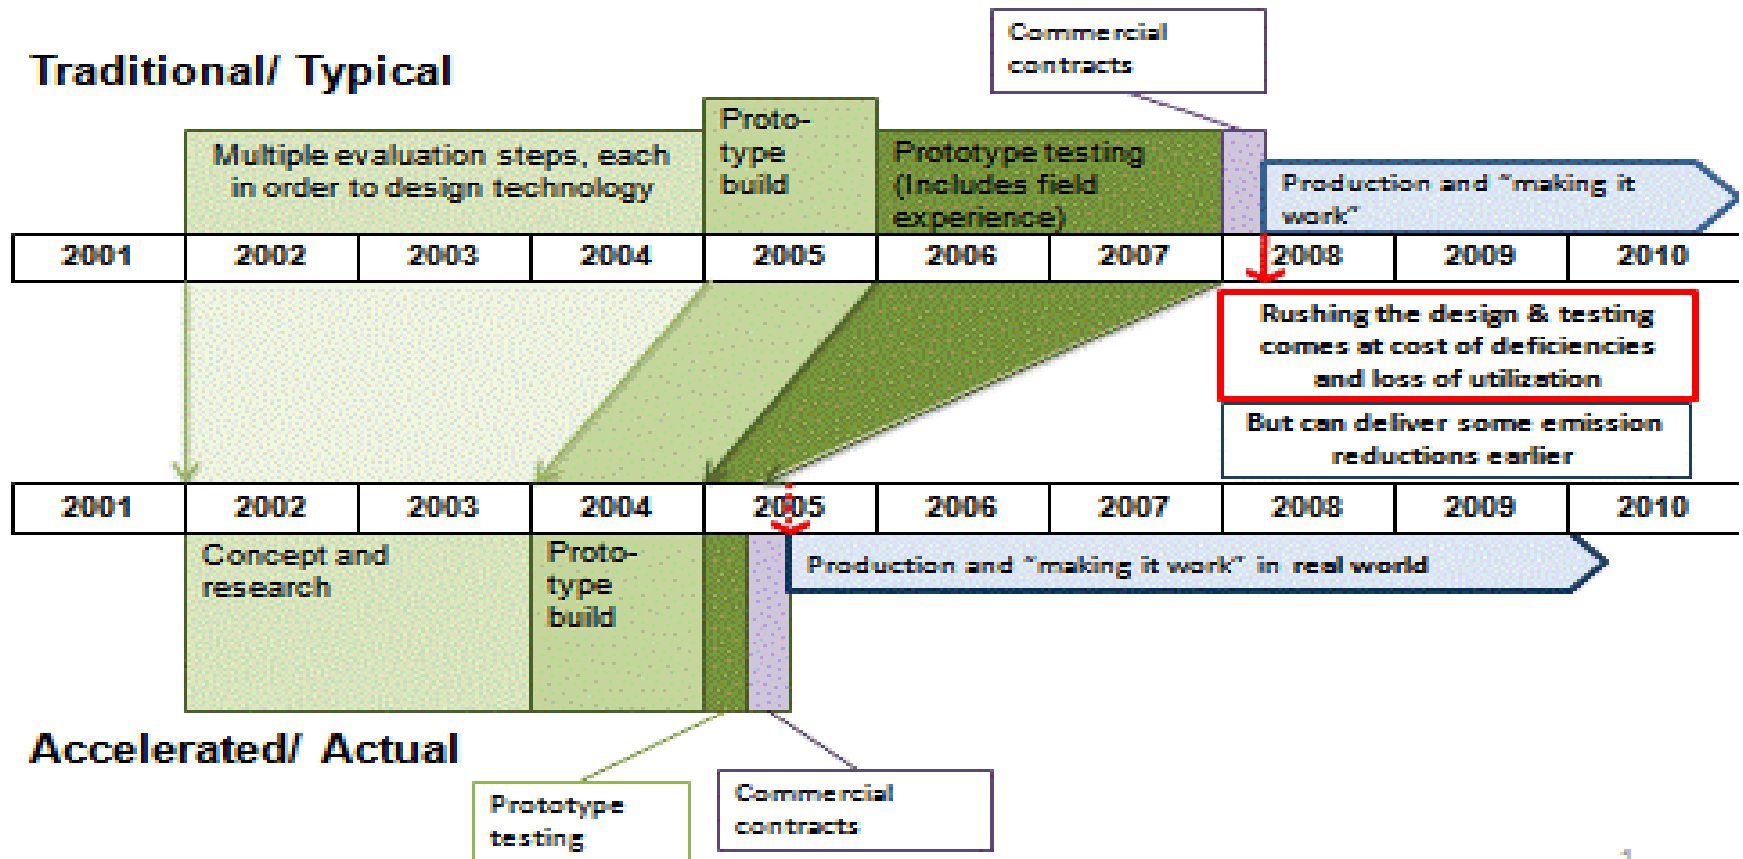 Commercial
contracts
Traditional/ Typical
Multiple evaluation steps, each
in order to design technology
Proto-
type
build
Prototype testing
(Includes field
experience)
Production and "making it
work"
2001 2002 2003 2004 2005 2006 2007 2008 2009 2010
Rushing the design & testing
comes at cost of deficiencies
and loss of utilization
But can deliver some emission
reductions earlier
2001 2002 2003 2004 2005 2006 2007 2008 2009 2010
Concept and
research
Proto-
type
build
Production and "making it work" in real world
Accelerated/ Actual
Prototype
testing
Commercial
contracts
1